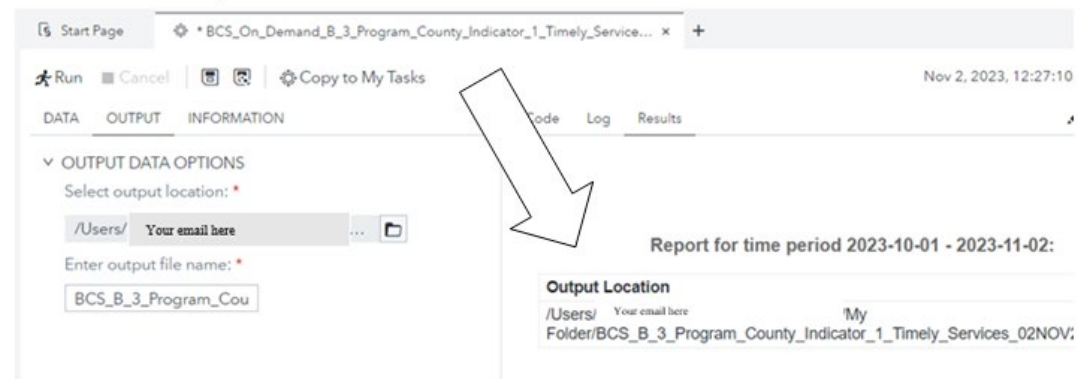 Start Page * BCS_On_Demand_B_3_Program_County_Indicator_1_Timely_Service... × +
Run Cancel Copy to My Tasks Nov 2, 2023, 12:27:10
DATA OUTPUT INFORMATION Code Log Results
OUTPUT DATA OPTIONS
Select output location: *
/Users/ Your email here ...
Enter output file name: *
BCS_B_3_Program_Cou
Report for time period 2023-10-01 - 2023-11-02:
Output Location
/Users/ Your email here /My
Folder/BCS_B_3_Program_County_Indicator_1_Timely_Services_02NOV2